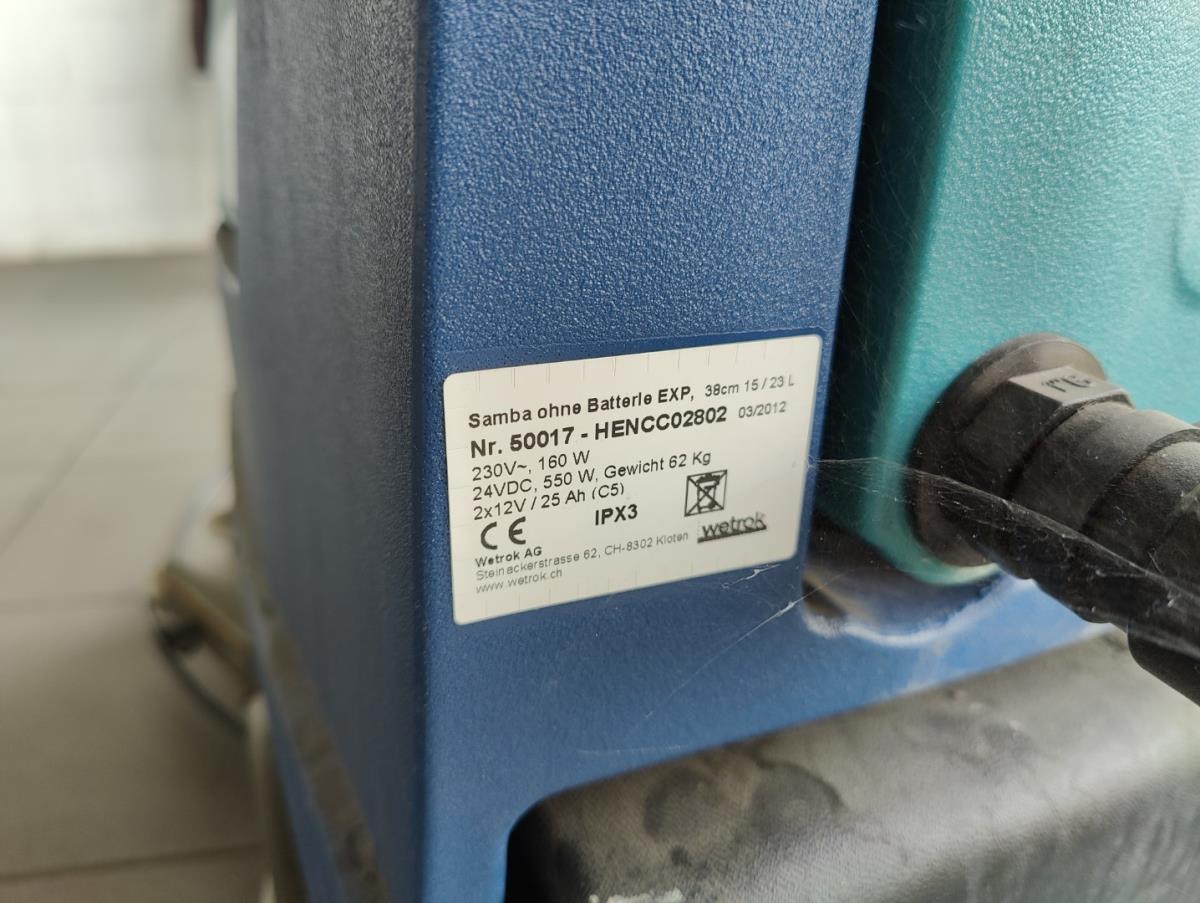 Samba ohne Batterie EXP, 38cm 15 / 23 L
Nr. 50017 - HENCC02802 03/2012
230V~, 160 W
24VDC, 550 W, Gewicht 62 Kg
2x12V / 25 Ah (C5)
CE IPX3
wetrok
Wetrok AG
Steinackerstrasse 62, CH-8302 Kloten
www.wetrok.ch